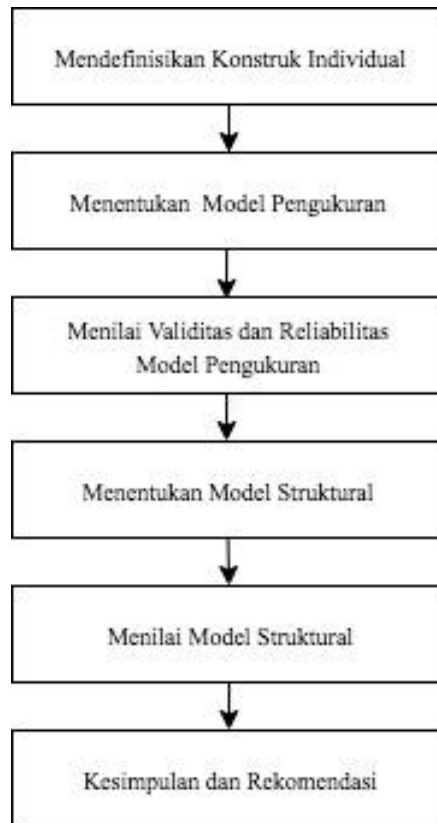 Mendefinisikan Konstruk Individual
Menentukan Model Pengukuran
Menilai Validitas dan Reliabilitas
Model Pengukuran
Menentukan Model Struktural
Menilai Model Struktural
Kesimpulan dan Rekomendasi